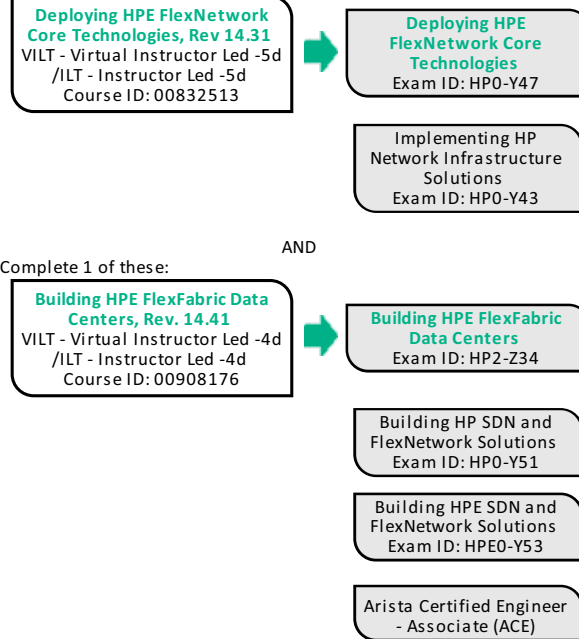 Deploying HPE FlexNetwork
Core Technologies, Rev 14.31
VILT - Virtual Instructor Led -5d
/ILT - Instructor Led -5d
Course ID: 00832513
Deploying HPE
FlexNetwork Core
Technologies
Exam ID: HP0-Y47
Implementing HP
Network Infrastructure
Solutions
Exam ID: HP0-Y43
AND
Complete 1 of these:
Building HPE FlexFabric Data
Centers, Rev. 14.41
VILT - Virtual Instructor Led -4d
/ILT - Instructor Led -4d
Course ID: 00908176
Building HPE FlexFabric
Data Centers
Exam ID: HP2-Z34
Building HP SDN and
FlexNetwork Solutions
Exam ID: HP0-Y51
Building HPE SDN and
FlexNetwork Solutions
Exam ID: HPE0-Y53
Arista Certified Engineer
- Associate (ACE)